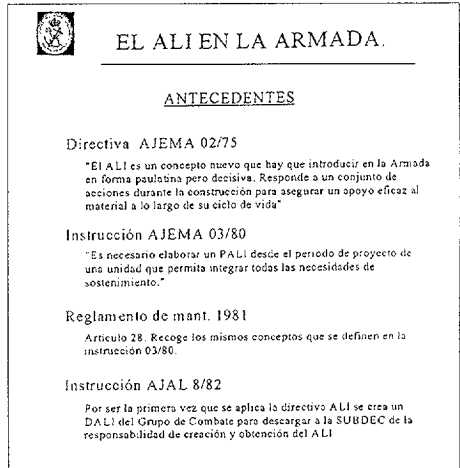 EL ALI EN LA ARMADA.
ANTECEDENTES
Directiva AJEMA 02/75
"El ALI es un concepto nuevo que hay que introducir en la Armada
en forma paulatina pero decisiva. Responde a un conjunto de
acciones durante la construcción para asegurar un apoyo eficaz al
material a lo largo de su ciclo de vida"
Instrucción AJEMA 03/80
"Es necesario elaborar un PALI desde el periodo de proyecto de
una unidad que permita integrar todas las necesidades de
sostenimiento."
Reglamento de mant. 1981
Artículo 28. Recoge los mismos conceptos que se definen en la
instrucción 03/80.
Instrucción AJAL 8/82
Por ser la primera vez que se aplica la directiva ALI se crea un
DALI del Grupo de Combate para descargar a la SUBDEC de la
responsabilidad de creación y obtención del ALI